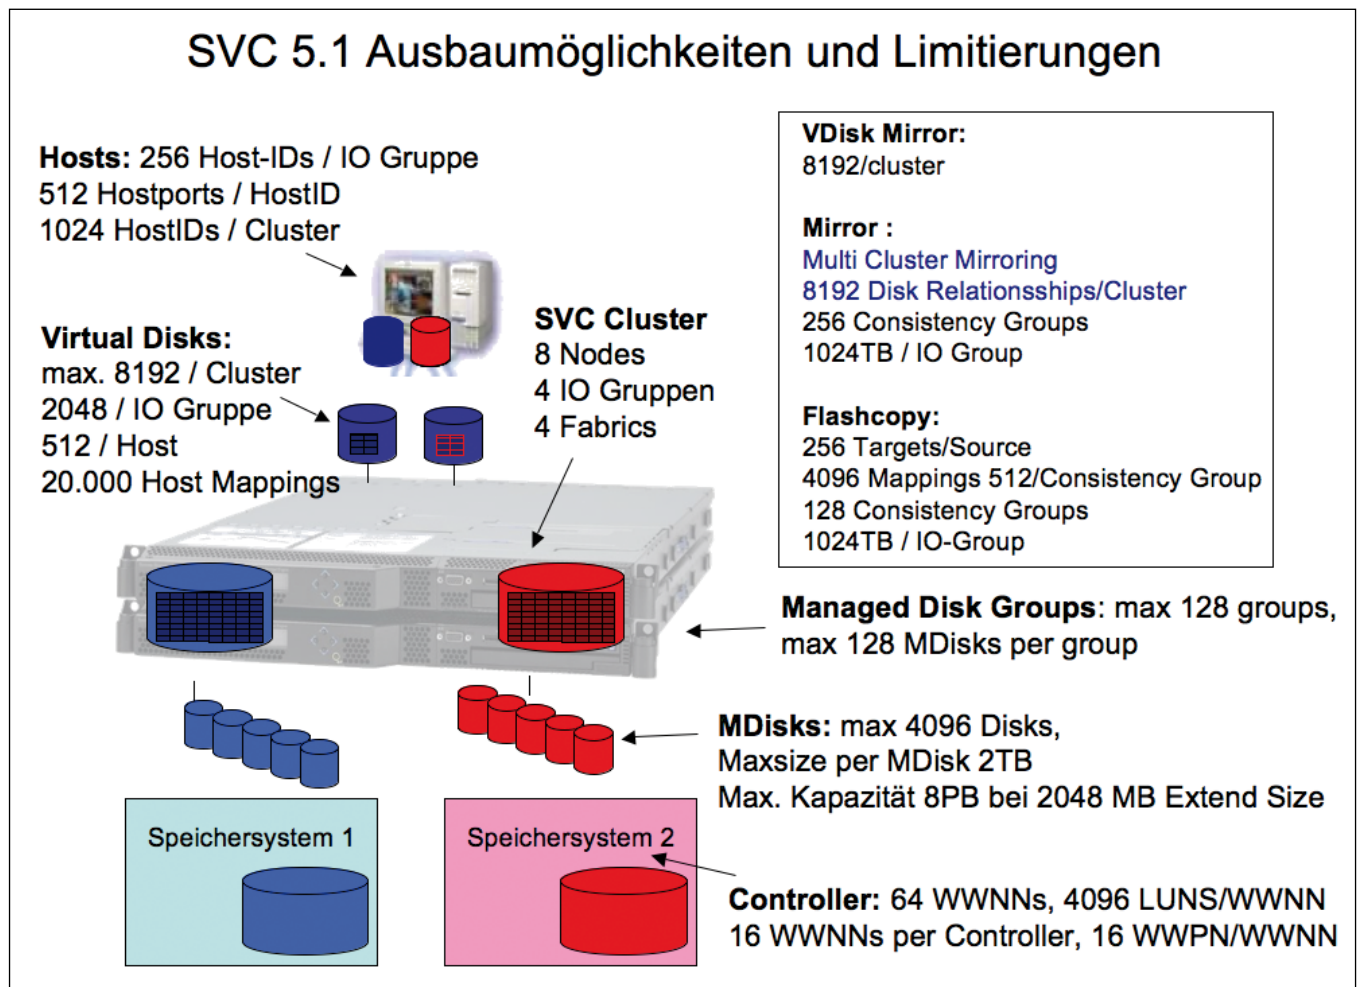 SVC 5.1 Ausbaumöglichkeiten und Limitierungen
Hosts: 256 Host-IDs / IO Gruppe
512 Hostports / HostID
1024 HostIDs / Cluster
Virtual Disks:
max. 8192 / Cluster
2048 / IO Gruppe
512 / Host
20.000 Host Mappings
SVC Cluster
8 Nodes
4 IO Gruppen
4 Fabrics
VDisk Mirror:
8192/cluster
Mirror :
Multi Cluster Mirroring
8192 Disk Relationsships/Cluster
256 Consistency Groups
1024TB / IO Group
Flashcopy:
256 Targets/Source
4096 Mappings 512/Consistency Group
128 Consistency Groups
1024TB / IO-Group
Managed Disk Groups: max 128 groups,
max 128 MDisks per group
MDisks: max 4096 Disks,
Maxsize per MDisk 2TB
Max. Kapazität 8PB bei 2048 MB Extend Size
Speichersystem 1
Speichersystem 2
Controller: 64 WWNNs, 4096 LUNS/WWNN
16 WWNNs per Controller, 16 WWPN/WWNN